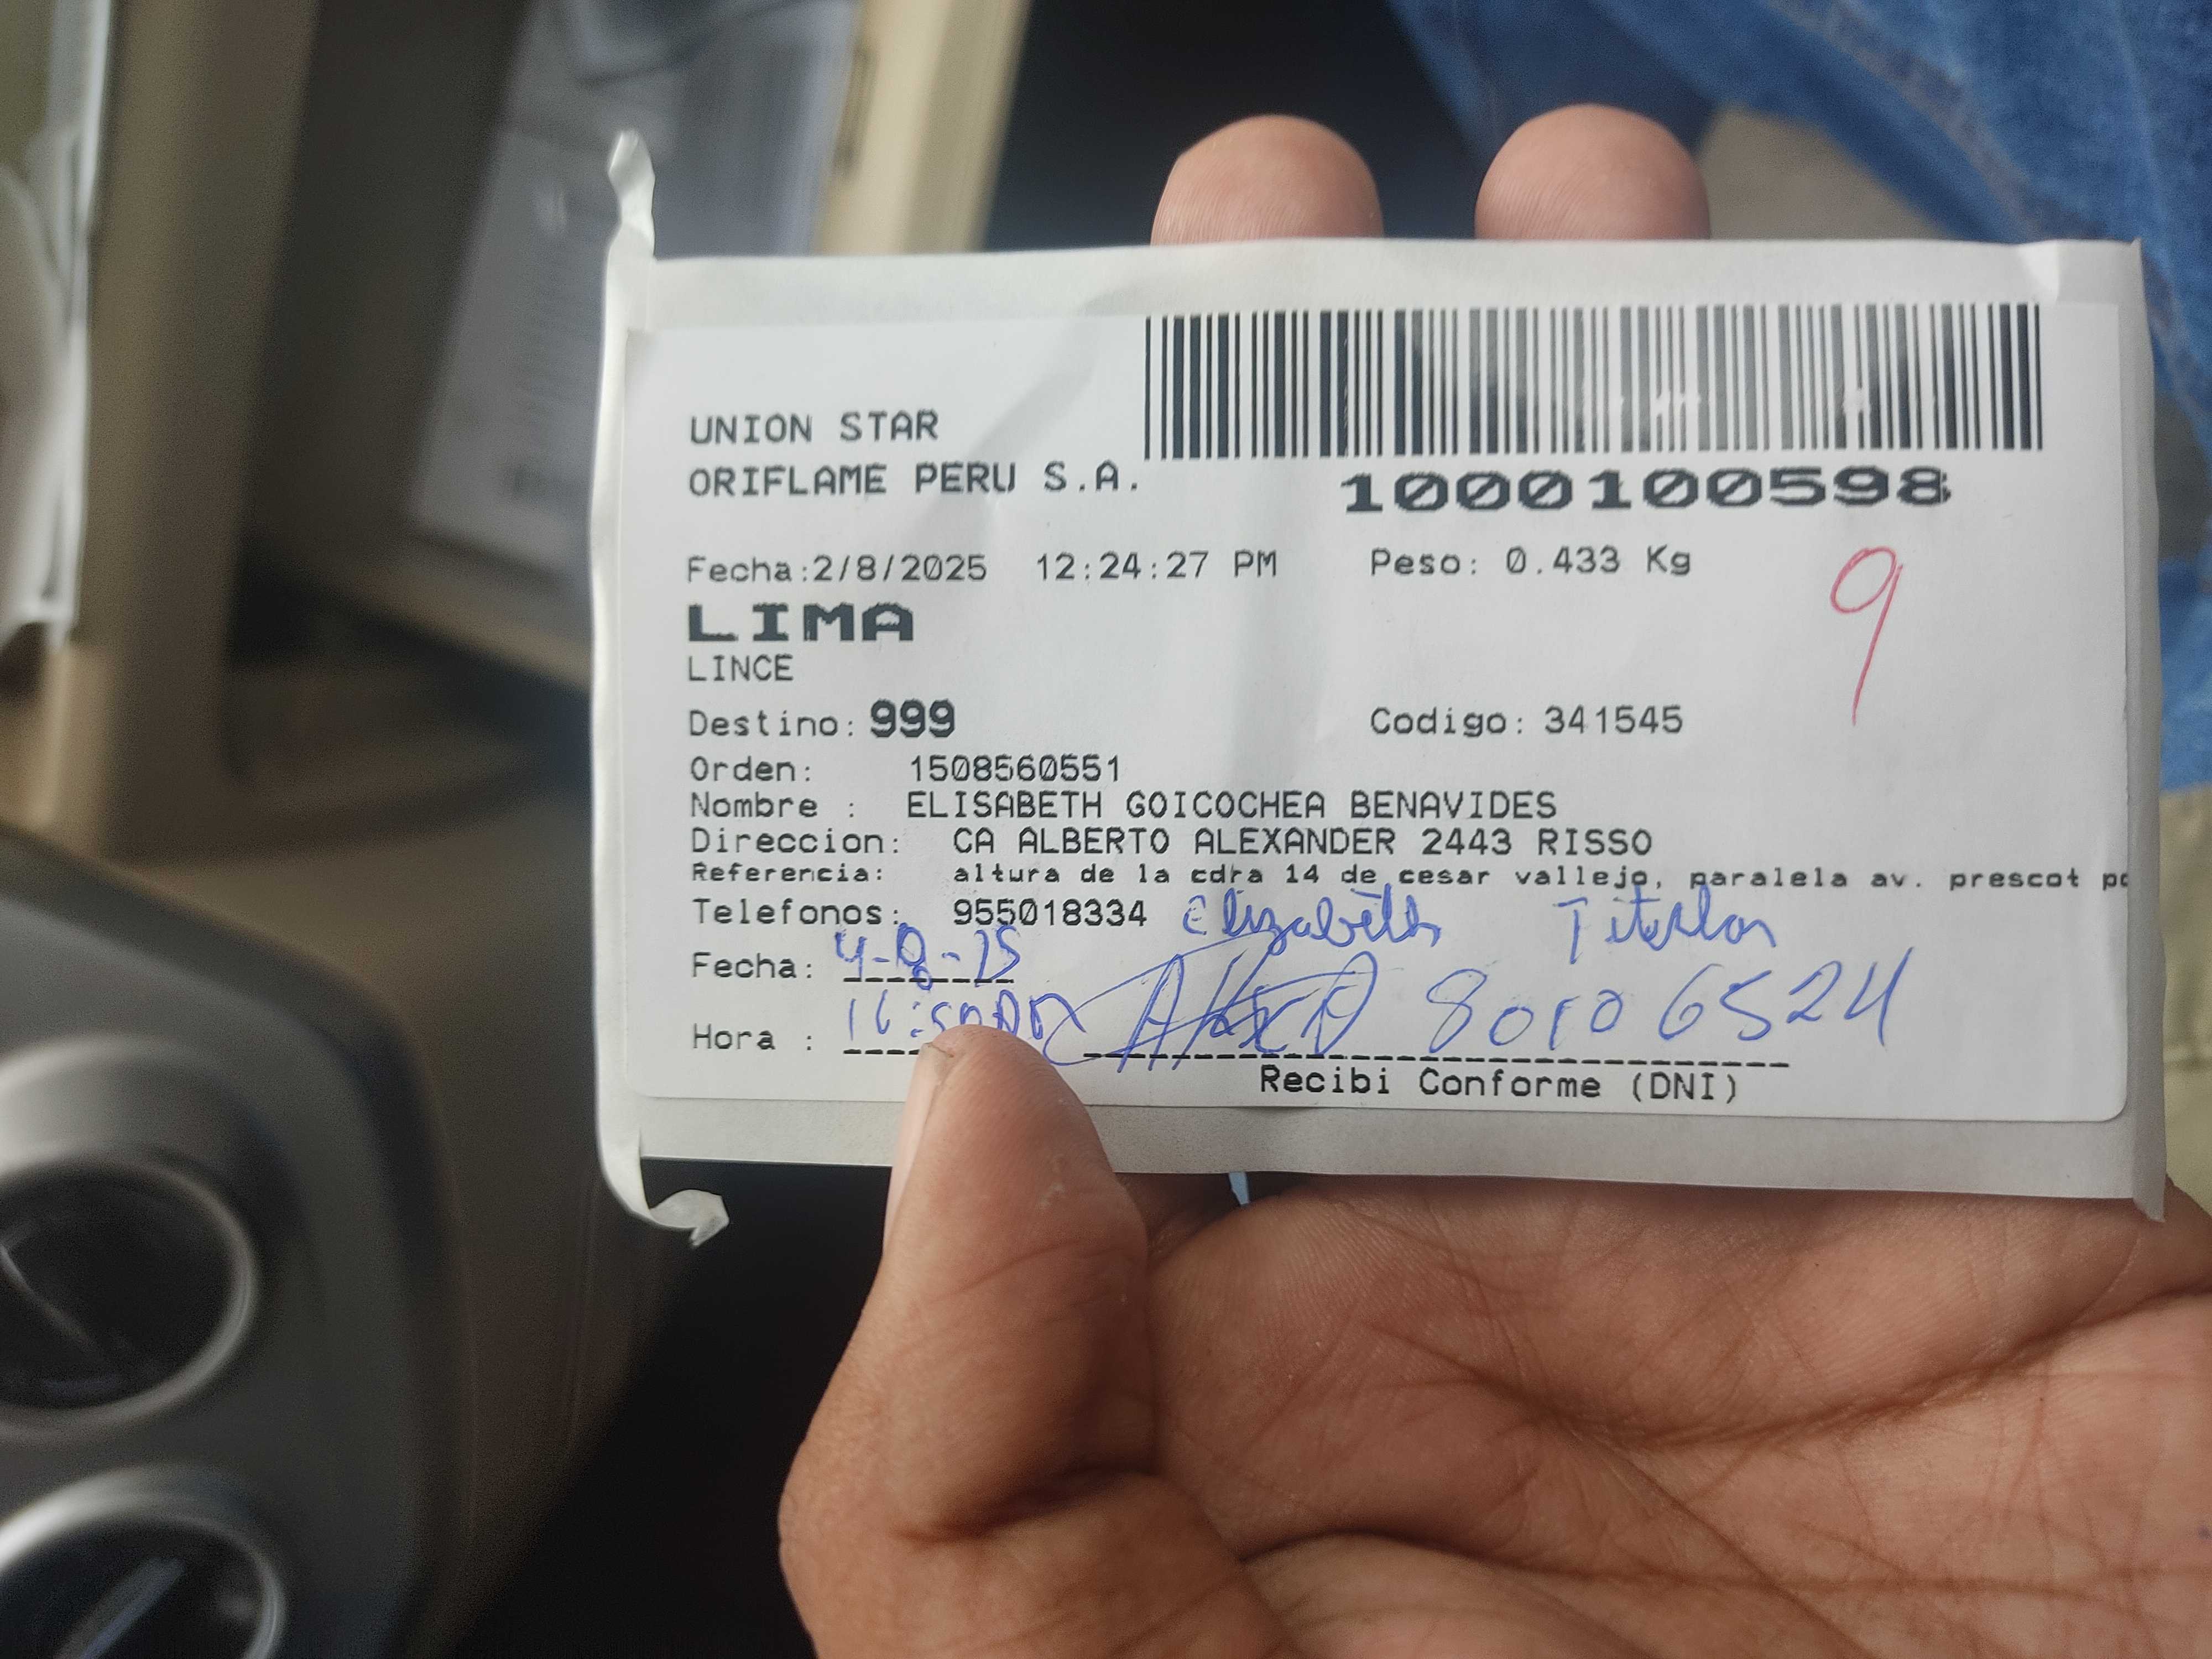 UNION STAR
ORIFLAME PERU S.A.
1000100598
Fecha:2/8/2025 12:24:27 PM Peso: 0.433 Kg
9
LIMA
LINCE
Destino: 999 Codigo: 341545
Orden: 1508560551
Nombre : ELISABETH GOICOCHEA BENAVIDES
Direccion: CA ALBERTO ALEXANDER 2443 RISSO
Referencia: altura de la cdra 14 de cesar vallejo, paralela av. prescot
Telefonos: 955018334 Elizabeth Titular
Fecha: 4-8-25
Hora : 80106524
Recibi Conforme (DNI)